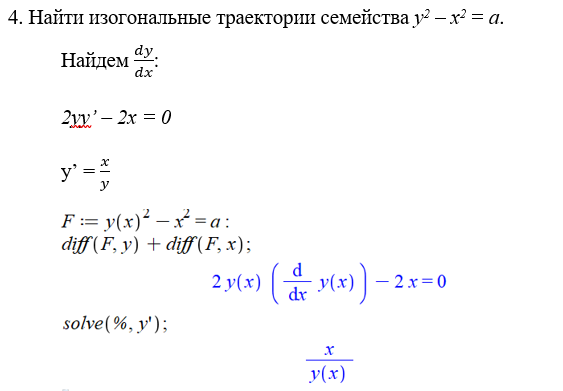 4. Найти изогональные траектории семейства y² – x² = a.
Найдем dy/dx:
2yy’ – 2x = 0
y’ = x/y
F := y(x)² − x² = a :
diff(F, y) + diff(F, x);
2 y(x) (d/dx y(x)) − 2 x = 0
solve(%, y');
x/y(x)